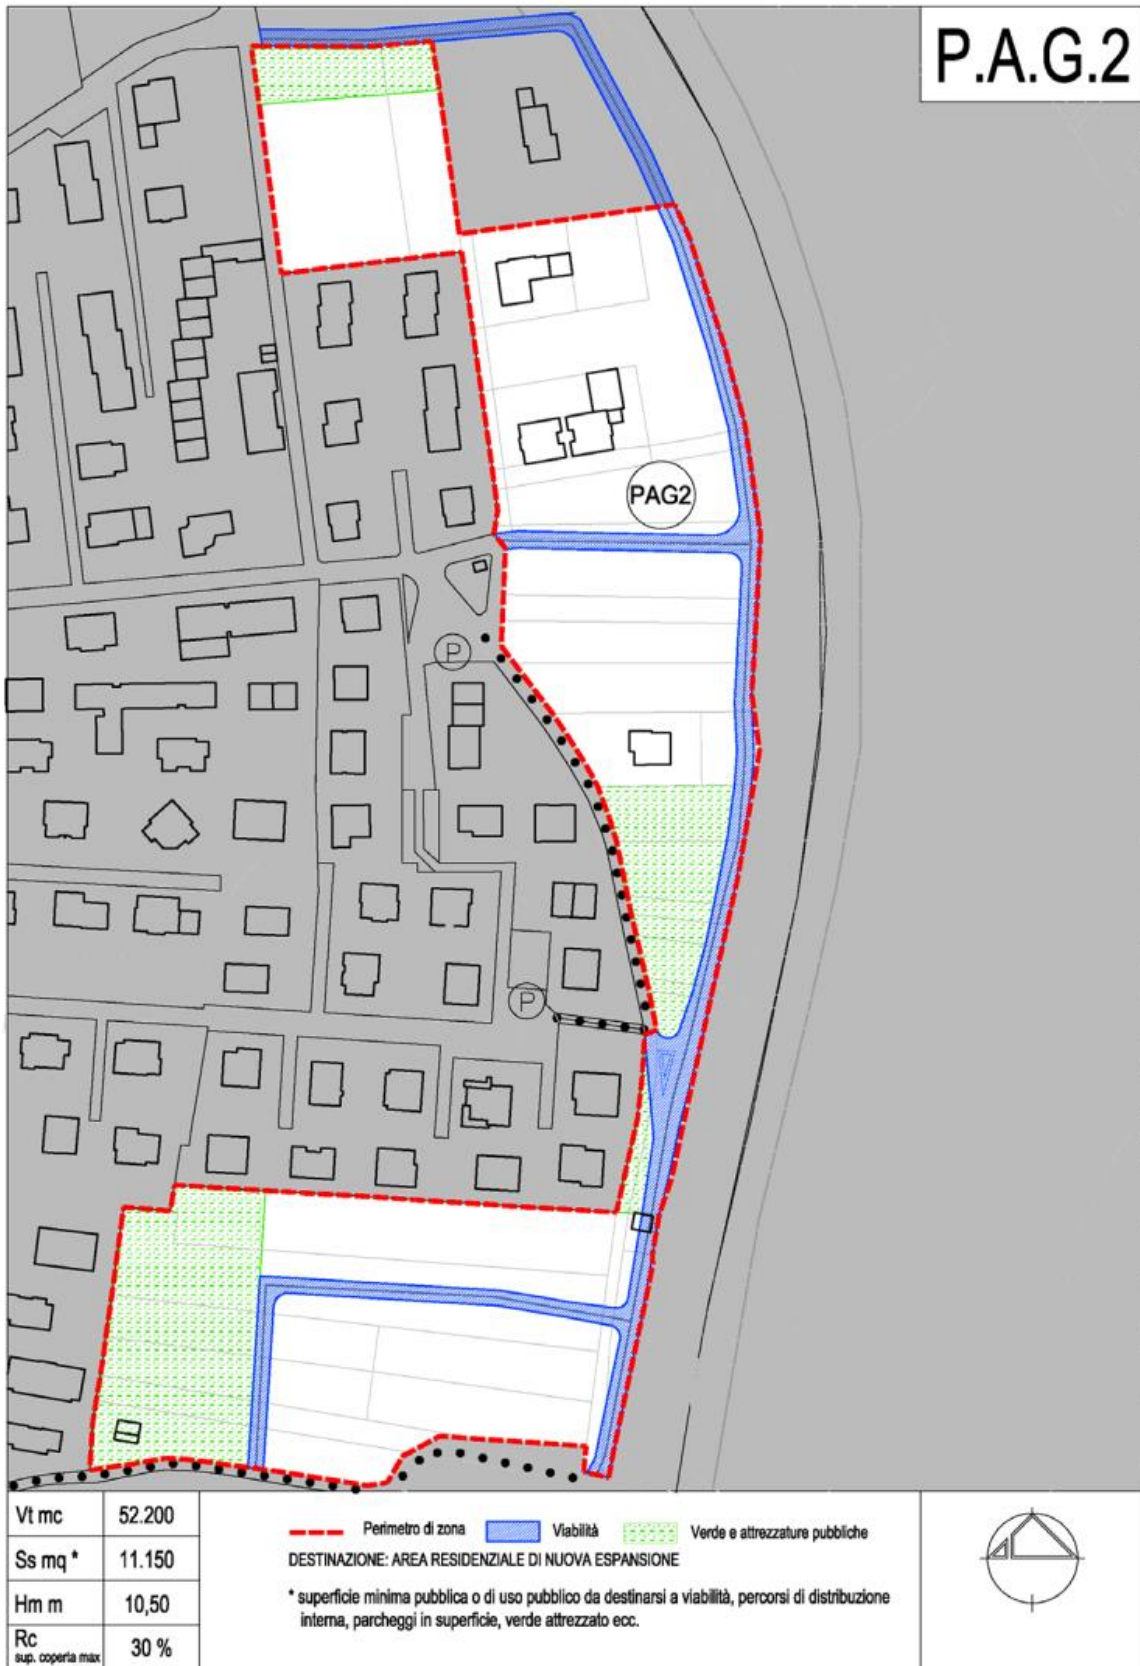 P.A.G.2
PAG2
P
P
Vt mc 52.200
Ss mq * 11.150
Hm m 10,50
Rc 30 %
sup. coperta max
Perimetro di zona Viabilità Verde e attrezzature pubbliche
DESTINAZIONE: AREA RESIDENZIALE DI NUOVA ESPANSIONE
* superficie minima pubblica o di uso pubblico da destinarsi a viabilità, percorsi di distribuzione
interna, parcheggi in superficie, verde attrezzato ecc.